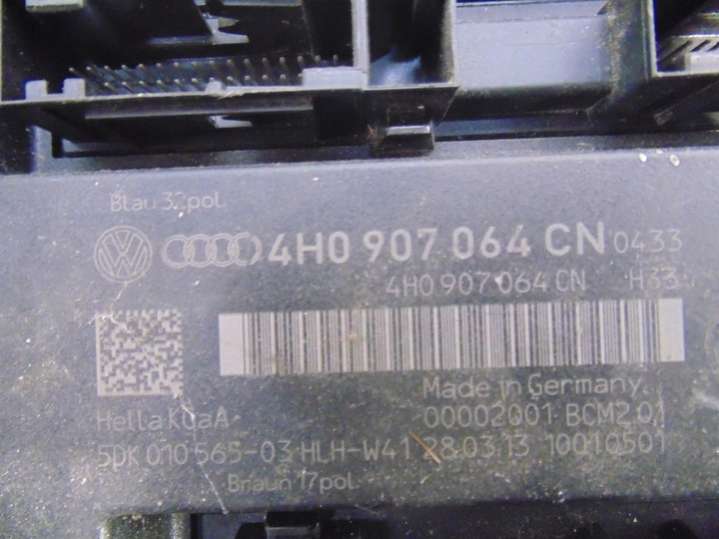 Blau 32pol.
4H0 907 064 CN 0433
4H0 907 064 CN H33
Made in Germany.
Hella KGaA 00002001 BCM2 01
5DK 010 565-03 HLH-W41 28.03.13 10010501
Braun 17pol.